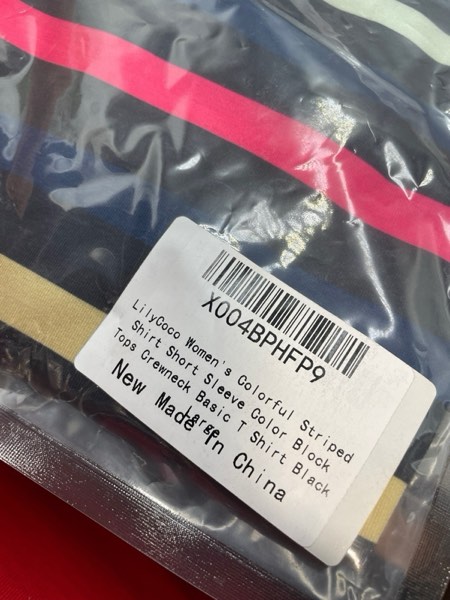 X004BPHFP9
LilyCoco Women's Colorful Striped
Shirt Short Sleeve Color Block
Tops Crewneck Basic T Shirt Black
Large
New Made In China